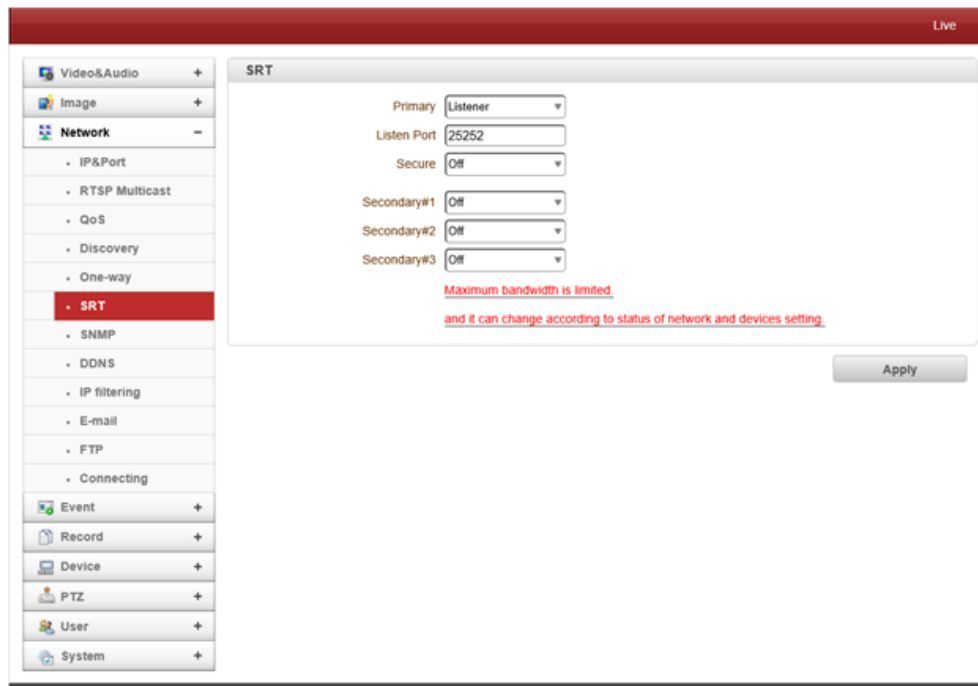 Live
Video&Audio +
Image +
Network −
IP&Port
RTSP Multicast
QoS
Discovery
One-way
SRT
SNMP
DDNS
IP filtering
E-mail
FTP
Connecting
Event +
Record +
Device +
PTZ +
User +
System +
SRT
Primary Listener
Listen Port 25252
Secure Off
Secondary#1 Off
Secondary#2 Off
Secondary#3 Off
Maximum bandwidth is limited.
and it can change according to status of network and devices setting.
Apply